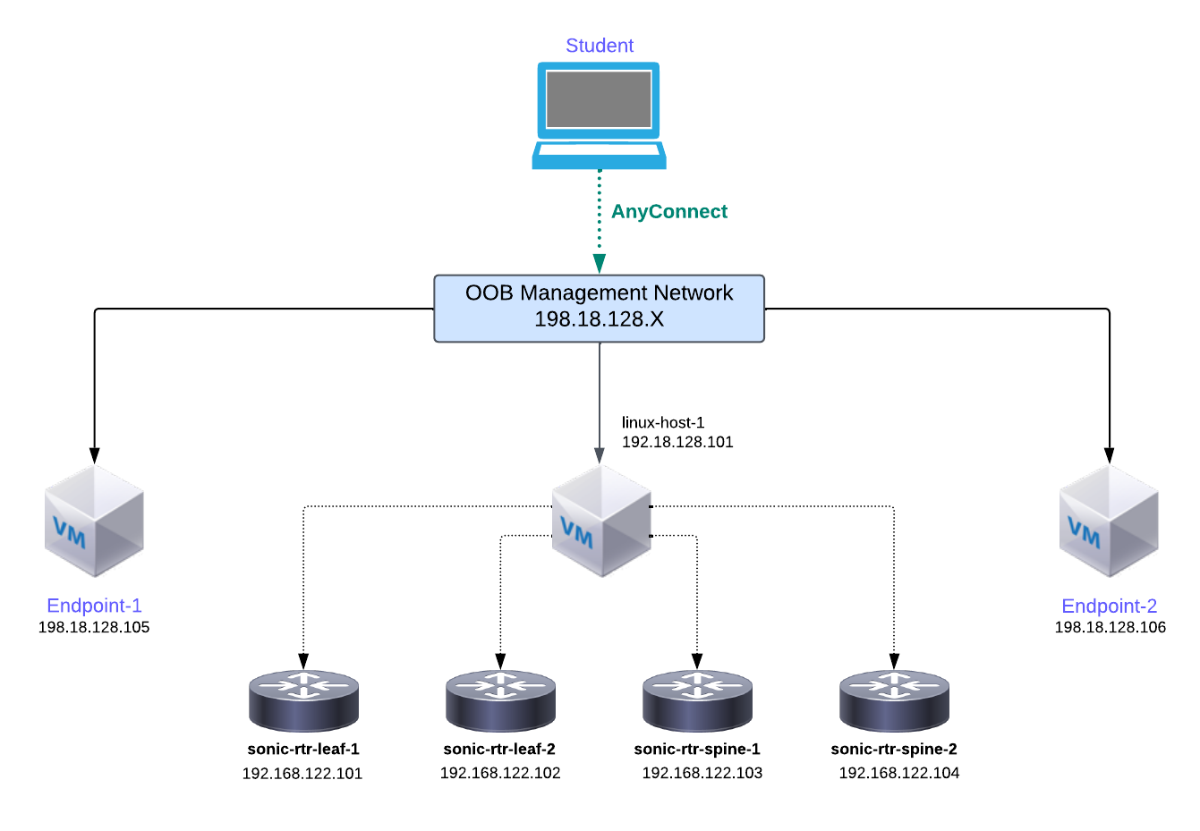 Student
AnyConnect
OOB Management Network
198.18.128.X
linux-host-1
192.18.128.101
VM
VM
VM
Endpoint-1
198.18.128.105
Endpoint-2
198.18.128.106
sonic-rtr-leaf-1
192.168.122.101
sonic-rtr-leaf-2
192.168.122.102
sonic-rtr-spine-1
192.168.122.103
sonic-rtr-spine-2
192.168.122.104